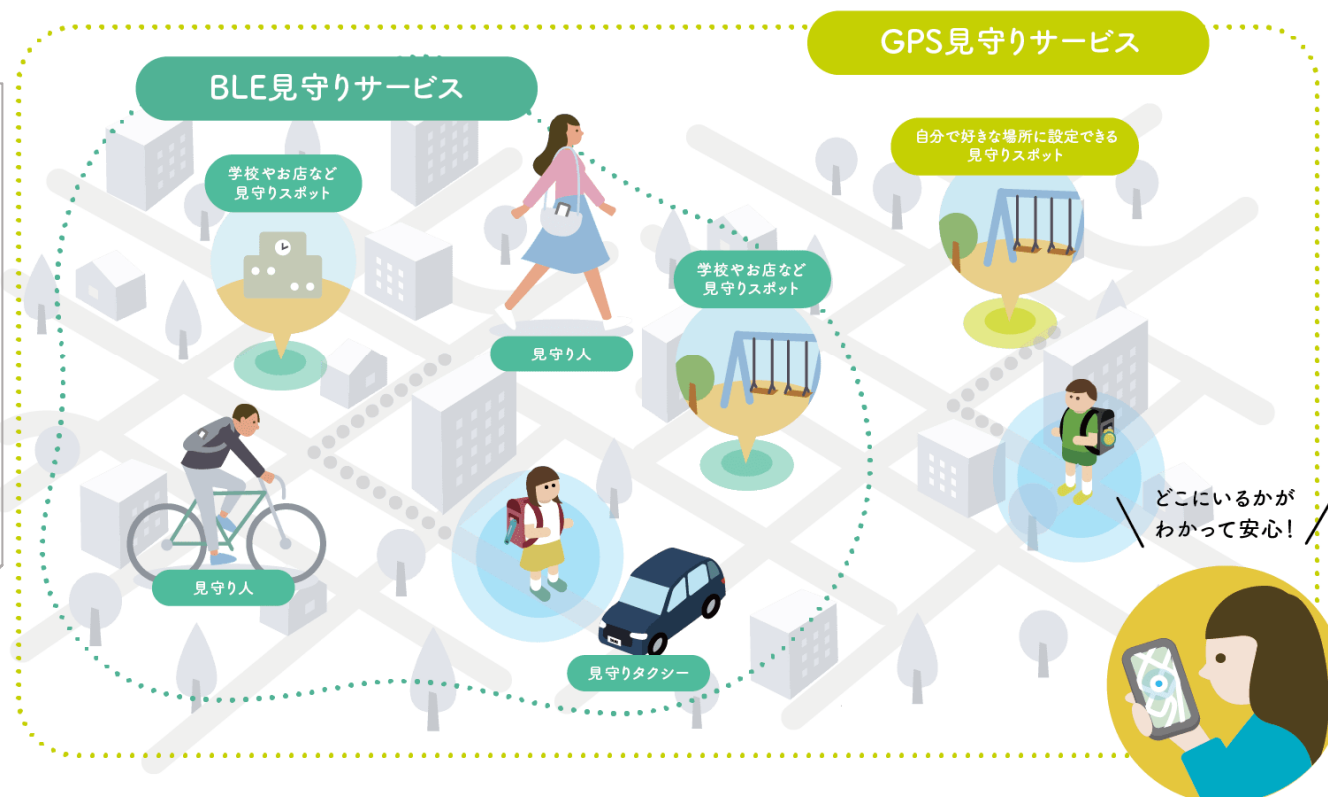 GPS見守りサービス
BLE見守りサービス
自分で好きな場所に設定できる
見守りスポット
学校やお店など
見守りスポット
学校やお店など
見守りスポット
見守り人
どこにいるかが
わかって安心！
見守り人
見守りタクシー